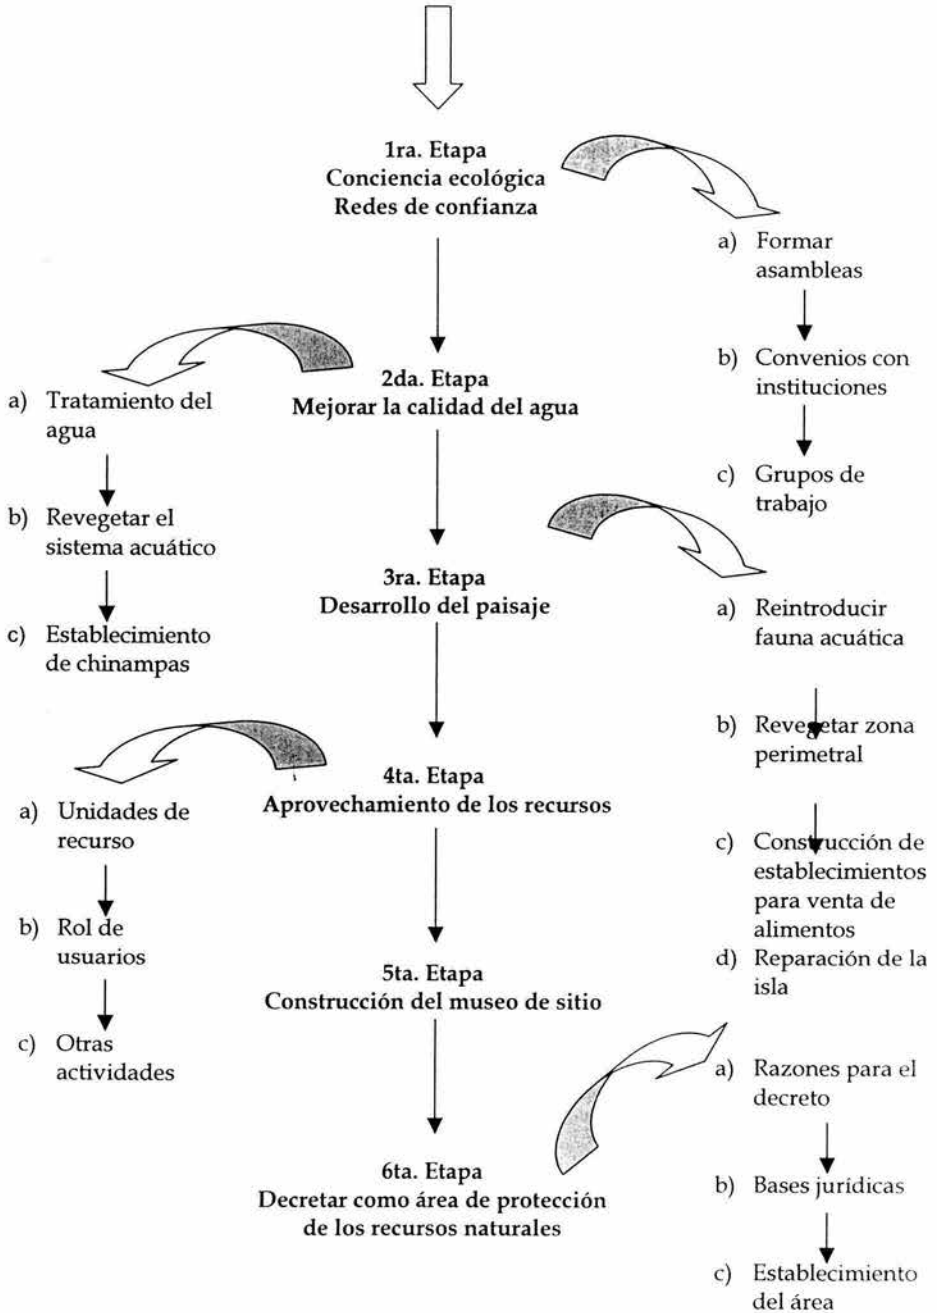 1ra. Etapa
Conciencia ecológica
Redes de confianza
a) Formar
asambleas
b) Convenios con
instituciones
c) Grupos de
trabajo
2da. Etapa
Mejorar la calidad del agua
a) Tratamiento del
agua
b) Revegetar el
sistema acuático
c) Establecimiento
de chinampas
3ra. Etapa
Desarrollo del paisaje
a) Reintroducir
fauna acuática
b) Revegetar zona
perimetral
c) Construcción de
establecimientos
para venta de
alimentos
d) Reparación de la
isla
4ta. Etapa
Aprovechamiento de los recursos
a) Unidades de
recurso
b) Rol de
usuarios
c) Otras
actividades
5ta. Etapa
Construcción del museo de sitio
6ta. Etapa
Decretar como área de protección
de los recursos naturales
a) Razones para el
decreto
b) Bases jurídicas
c) Establecimiento
del área